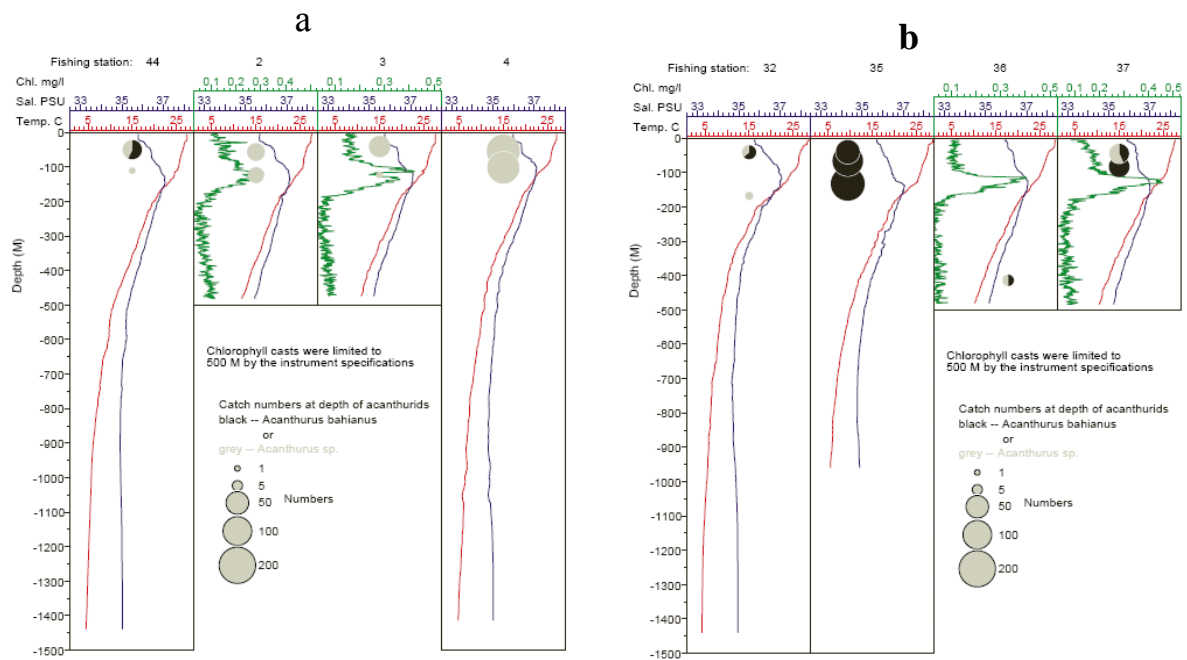 a
Fishing station: 44 2 3 4
Chl. mg/l 0,1 0,2 0,3 0,4 0,1 0,3 0,5
Sal. PSU 33 35 37 33 35 37 33 35 37 33 35 37
Temp. C 5 15 25 5 15 25 5 15 25 5 15 25
0
-100
-200
-300
-400
-500
-600
-700
-800
-900
-1000
-1100
-1200
-1300
-1400
-1500
Depth (M)
Chlorophyll casts were limited to
500 M by the instrument specifications
Catch numbers at depth of acanthurids
black -- Acanthurus bahianus
or
grey -- Acanthurus sp.
1
5
50 Numbers
100
200
b
Fishing station: 32 35 36 37
Chl. mg/l 0,1 0,3 0,5 0,1 0,2 0,4 0,5
Sal. PSU 33 35 37 33 35 37 33 35 37 33 35 37
Temp. C 5 15 25 5 15 25 5 15 25 5 15 25
0
-100
-200
-300
-400
-500
-600
-700
-800
-900
-1000
-1100
-1200
-1300
-1400
-1500
Depth (M)
Chlorophyll casts were limited to
500 M by the instrument specifications
Catch numbers at depth of acanthurids
black -- Acanthurus bahianus
or
grey -- Acanthurus sp.
1
5
50 Numbers
100
200